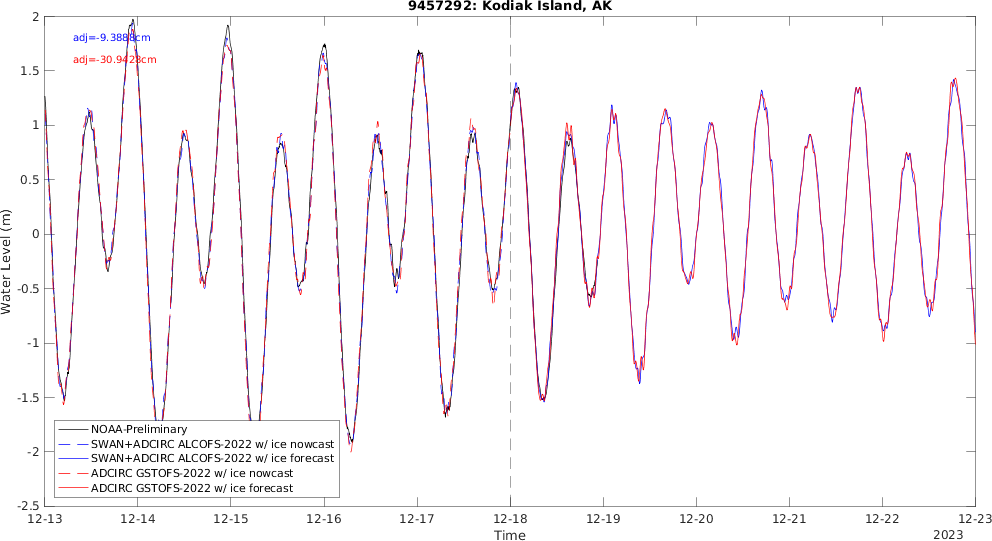 9457292: Kodiak Island, AK
adj=-9.3888cm
adj=-30.9428cm
2
1.5
1
0.5
0
-0.5
-1
-1.5
-2
-2.5
Water Level (m)
NOAA-Preliminary
SWAN+ADCIRC ALCOFS-2022 w/ ice nowcast
SWAN+ADCIRC ALCOFS-2022 w/ ice forecast
ADCIRC GSTOFS-2022 w/ ice nowcast
ADCIRC GSTOFS-2022 w/ ice forecast
12-13 12-14 12-15 12-16 12-17 12-18 12-19 12-20 12-21 12-22 12-23
Time
2023